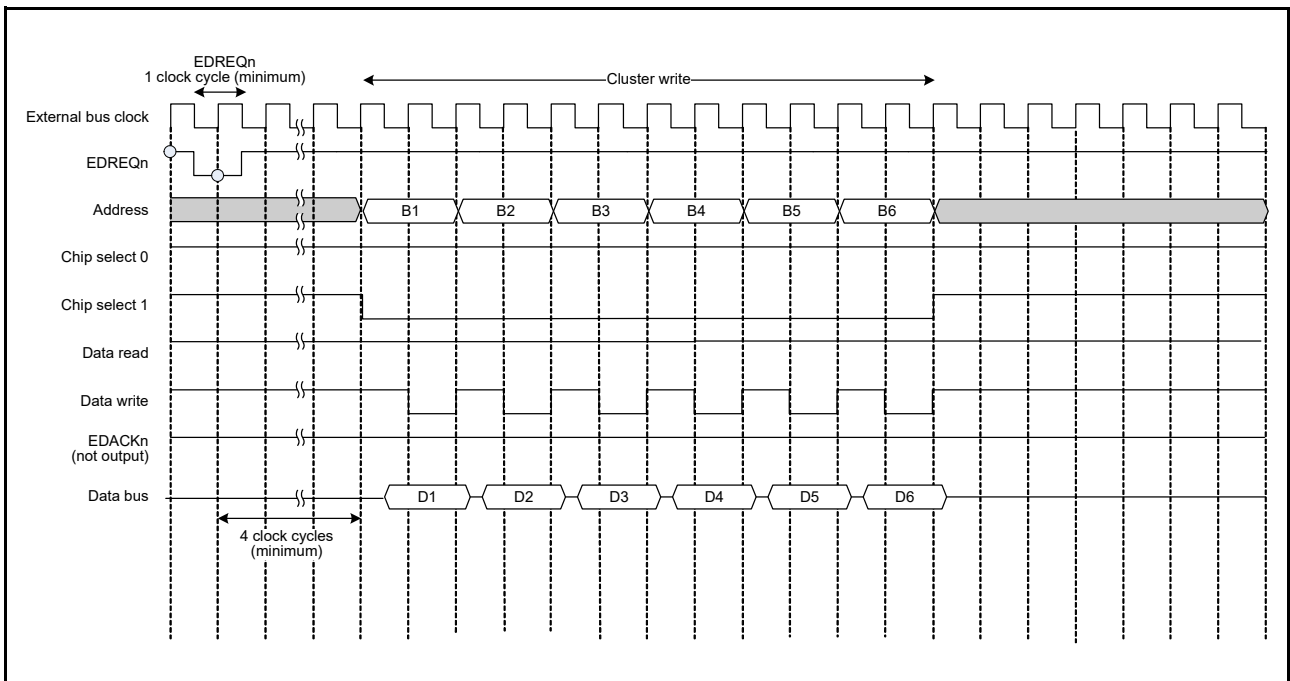 EDREQn
1 clock cycle (minimum)
Cluster write
External bus clock
EDREQn
Address
B1 B2 B3 B4 B5 B6
Chip select 0
Chip select 1
Data read
Data write
EDACKn
(not output)
Data bus
D1 D2 D3 D4 D5 D6
4 clock cycles
(minimum)